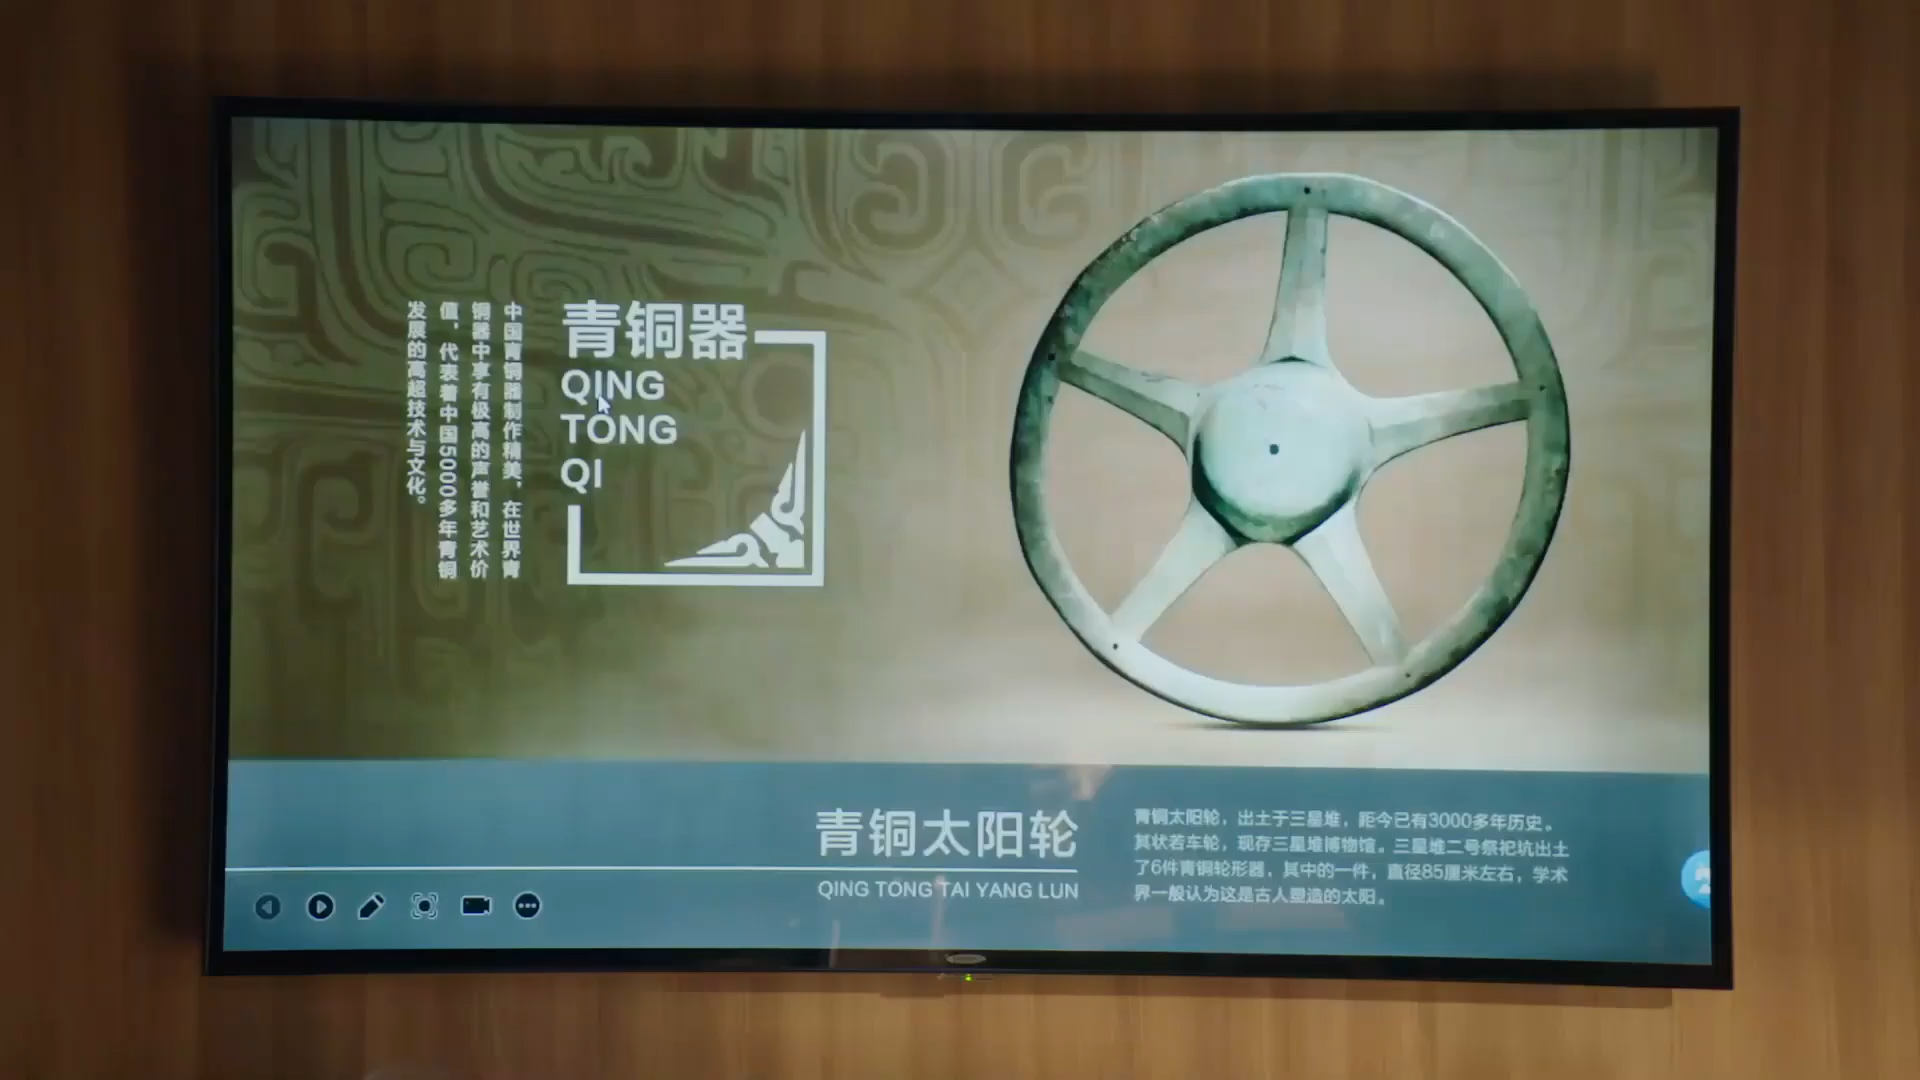 青铜器
QING
TONG
QI
中国青铜器制作精美，在世界青
铜器中享有极高的声誉和艺术价
值，代表着中国5000多年青铜
发展的高超技术与文化。
青铜太阳轮
QING TONG TAI YANG LUN
青铜太阳轮，出土于三星堆，距今已有3000多年历史。
其状若车轮，现存三星堆博物馆。三星堆二号祭祀坑出土
了6件青铜轮形器，其中的一件，直径85厘米左右，学术
界一般认为这是古人塑造的太阳。